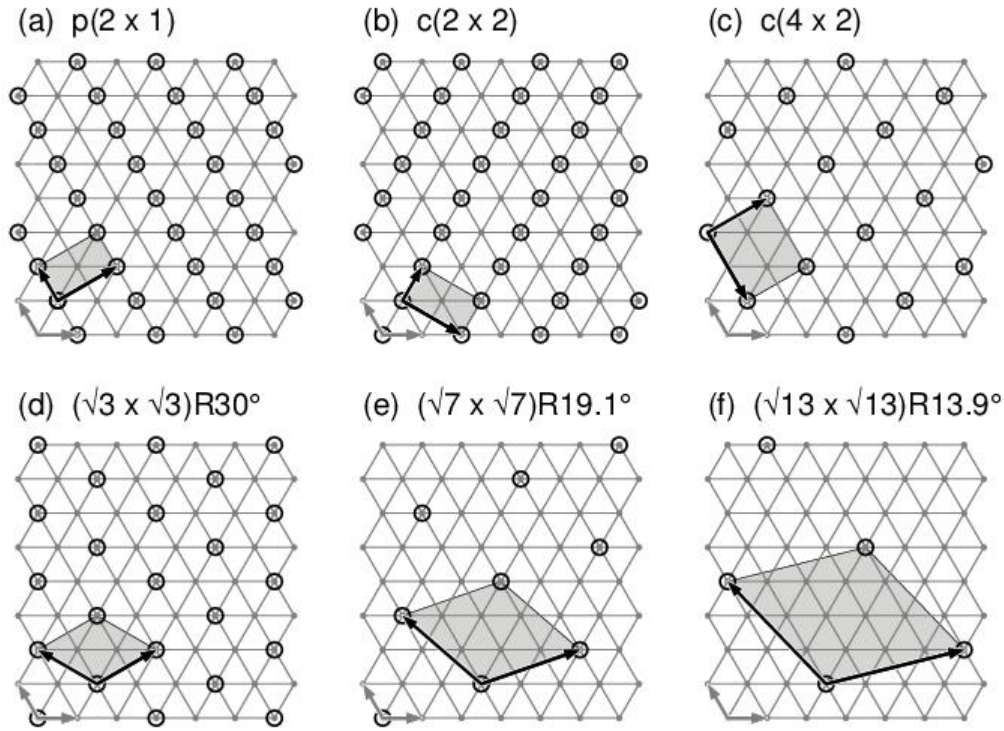 (a) p(2 x 1)
(b) c(2 x 2)
(c) c(4 x 2)
(d) (√3 x √3)R30°
(e) (√7 x √7)R19.1°
(f) (√13 x √13)R13.9°